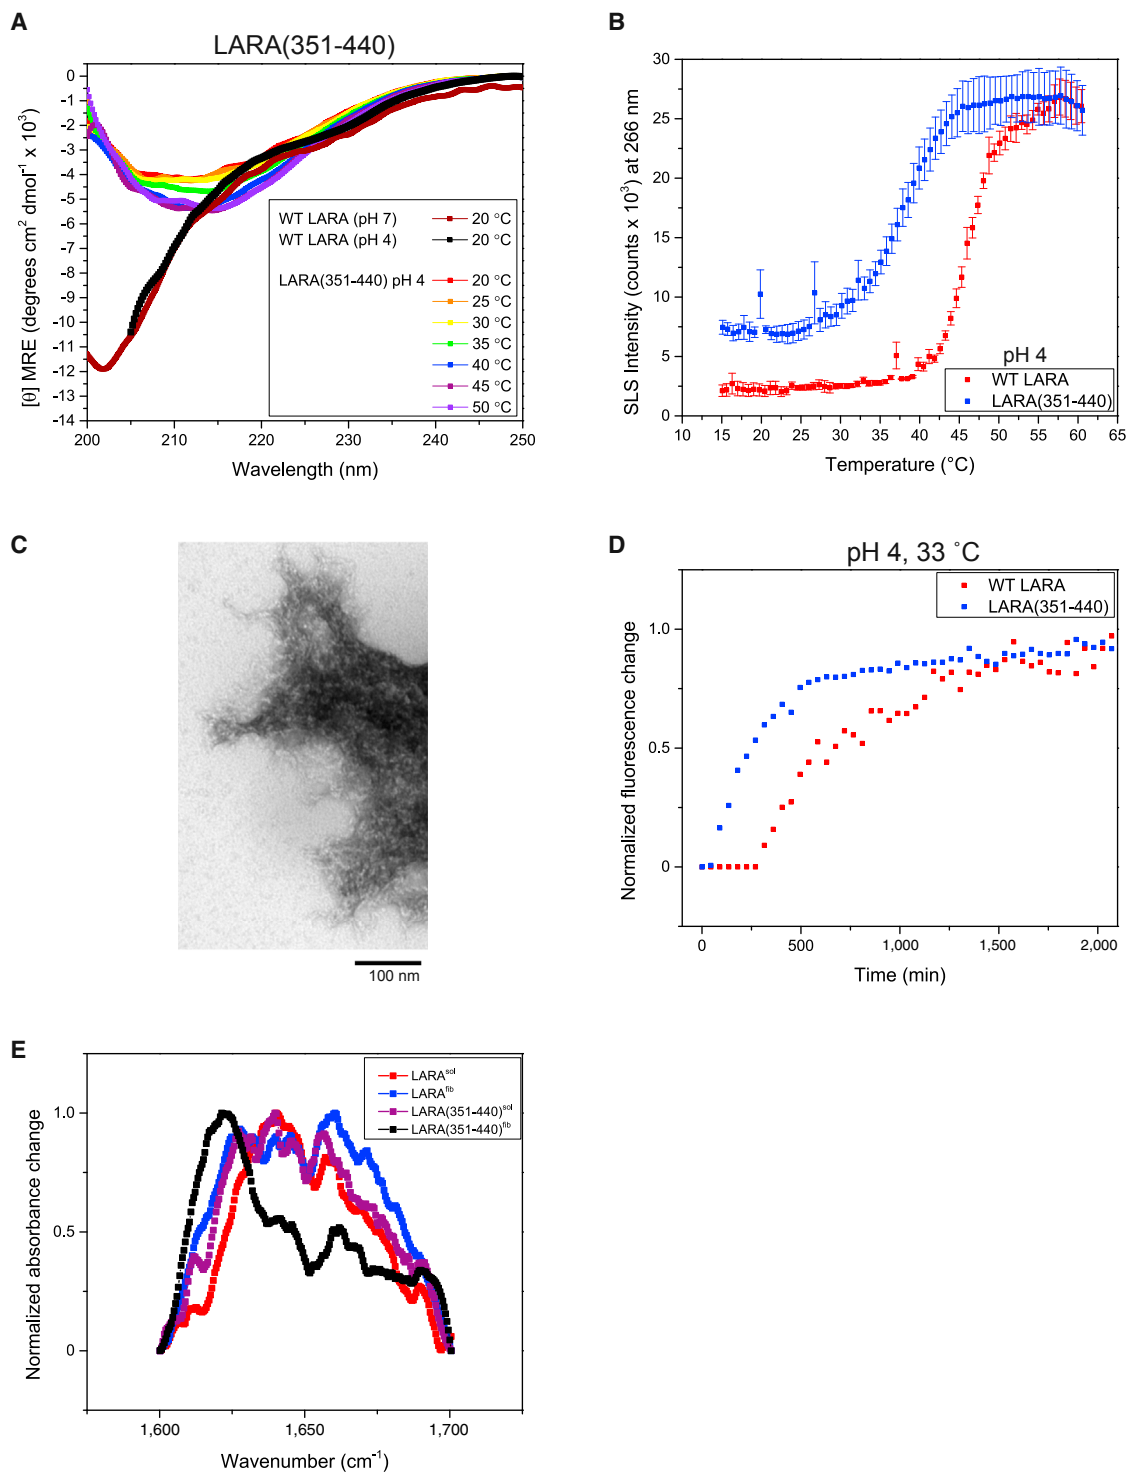 A
LARA(351-440)
0
-1
-2
-3
-4
-5
-6
-7
-8
-9
-10
-11
-12
-13
-14
200
210
220
230
240
250
[θ] MRE (degrees cm² dmol⁻¹ x 10³)
Wavelength (nm)
WT LARA (pH 7) 20 °C
WT LARA (pH 4) 20 °C
LARA(351-440) pH 4 20 °C
25 °C
30 °C
35 °C
40 °C
45 °C
50 °C
B
30
25
20
15
10
5
0
10
15
20
25
30
35
40
45
50
55
60
65
SLS Intensity (counts x 10³) at 266 nm
Temperature (°C)
pH 4
WT LARA
LARA(351-440)
C
100 nm
D
pH 4, 33 °C
WT LARA
LARA(351-440)
1.0
0.5
0
0
500
1,000
1,500
2,000
Normalized fluorescence change
Time (min)
E
LARAˢᵒˡ
LARAᶠⁱᵇ
LARA(351-440)ˢᵒˡ
LARA(351-440)ᶠⁱᵇ
1.0
0.5
0
1,600
1,650
1,700
Normalized absorbance change
Wavenumber (cm⁻¹)